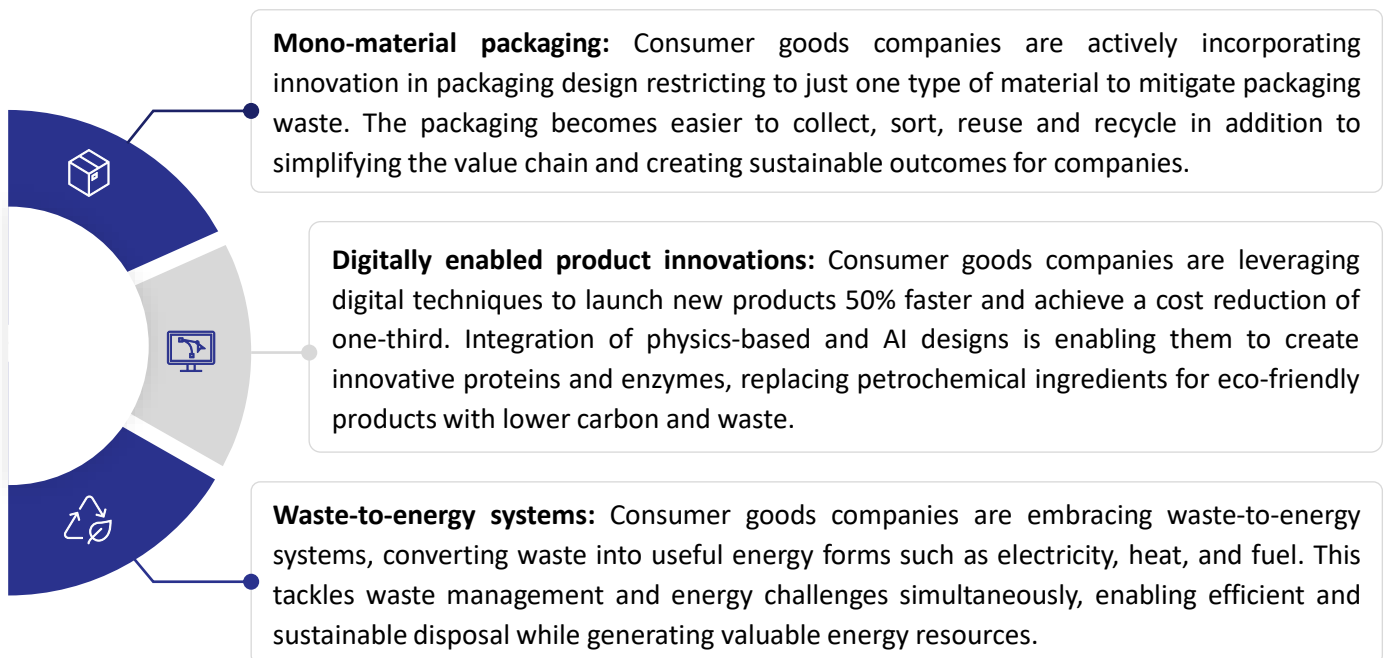 Mono-material packaging: Consumer goods companies are actively incorporating
innovation in packaging design restricting to just one type of material to mitigate packaging
waste. The packaging becomes easier to collect, sort, reuse and recycle in addition to
simplifying the value chain and creating sustainable outcomes for companies.
Digitally enabled product innovations: Consumer goods companies are leveraging
digital techniques to launch new products 50% faster and achieve a cost reduction of
one-third. Integration of physics-based and AI designs is enabling them to create
innovative proteins and enzymes, replacing petrochemical ingredients for eco-friendly
products with lower carbon and waste.
Waste-to-energy systems: Consumer goods companies are embracing waste-to-energy
systems, converting waste into useful energy forms such as electricity, heat, and fuel. This
tackles waste management and energy challenges simultaneously, enabling efficient and
sustainable disposal while generating valuable energy resources.